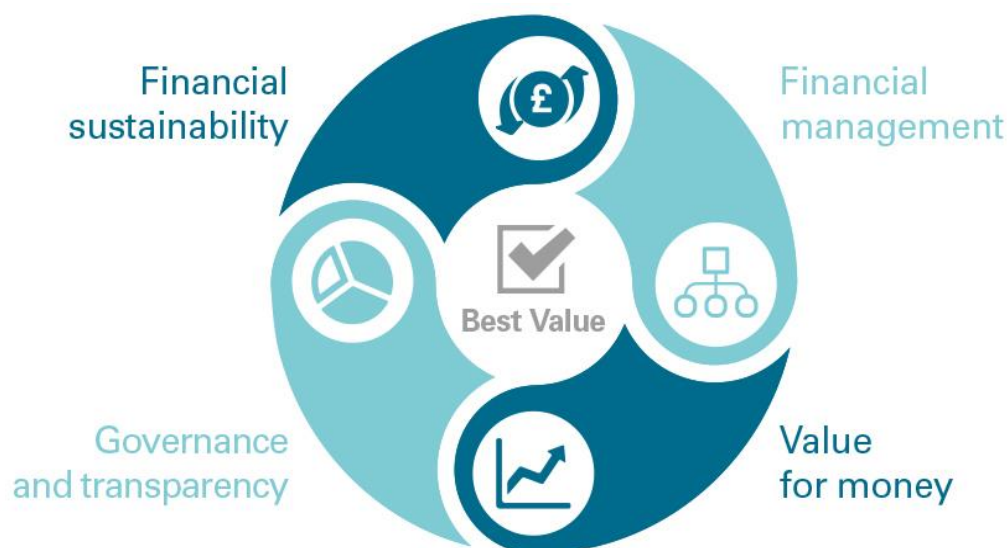 Financial
sustainability
£
Financial
management
Best Value
Governance
and transparency
Value
for money